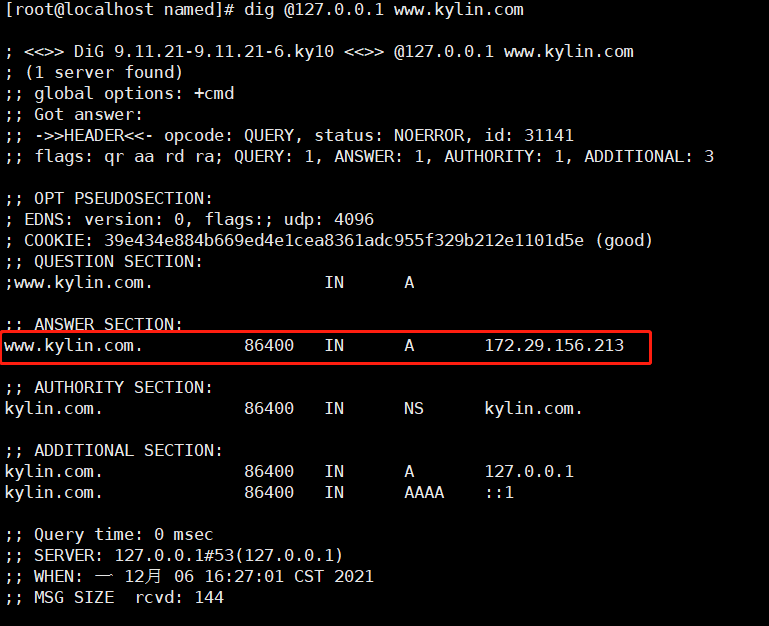 [root@localhost named]# dig @127.0.0.1 www.kylin.com
; <<>> DiG 9.11.21-9.11.21-6.ky10 <<>> @127.0.0.1 www.kylin.com
; (1 server found)
;; global options: +cmd
;; Got answer:
;; ->>HEADER<<- opcode: QUERY, status: NOERROR, id: 31141
;; flags: qr aa rd ra; QUERY: 1, ANSWER: 1, AUTHORITY: 1, ADDITIONAL: 3
;; OPT PSEUDOSECTION:
; EDNS: version: 0, flags:; udp: 4096
; COOKIE: 39e434e884b669ed4e1cea8361adc955f329b212e1101d5e (good)
;; QUESTION SECTION:
;www.kylin.com. IN A
;; ANSWER SECTION:
www.kylin.com. 86400 IN A 172.29.156.213
;; AUTHORITY SECTION:
kylin.com. 86400 IN NS kylin.com.
;; ADDITIONAL SECTION:
kylin.com. 86400 IN A 127.0.0.1
kylin.com. 86400 IN AAAA ::1
;; Query time: 0 msec
;; SERVER: 127.0.0.1#53(127.0.0.1)
;; WHEN: 一 12月 06 16:27:01 CST 2021
;; MSG SIZE rcvd: 144